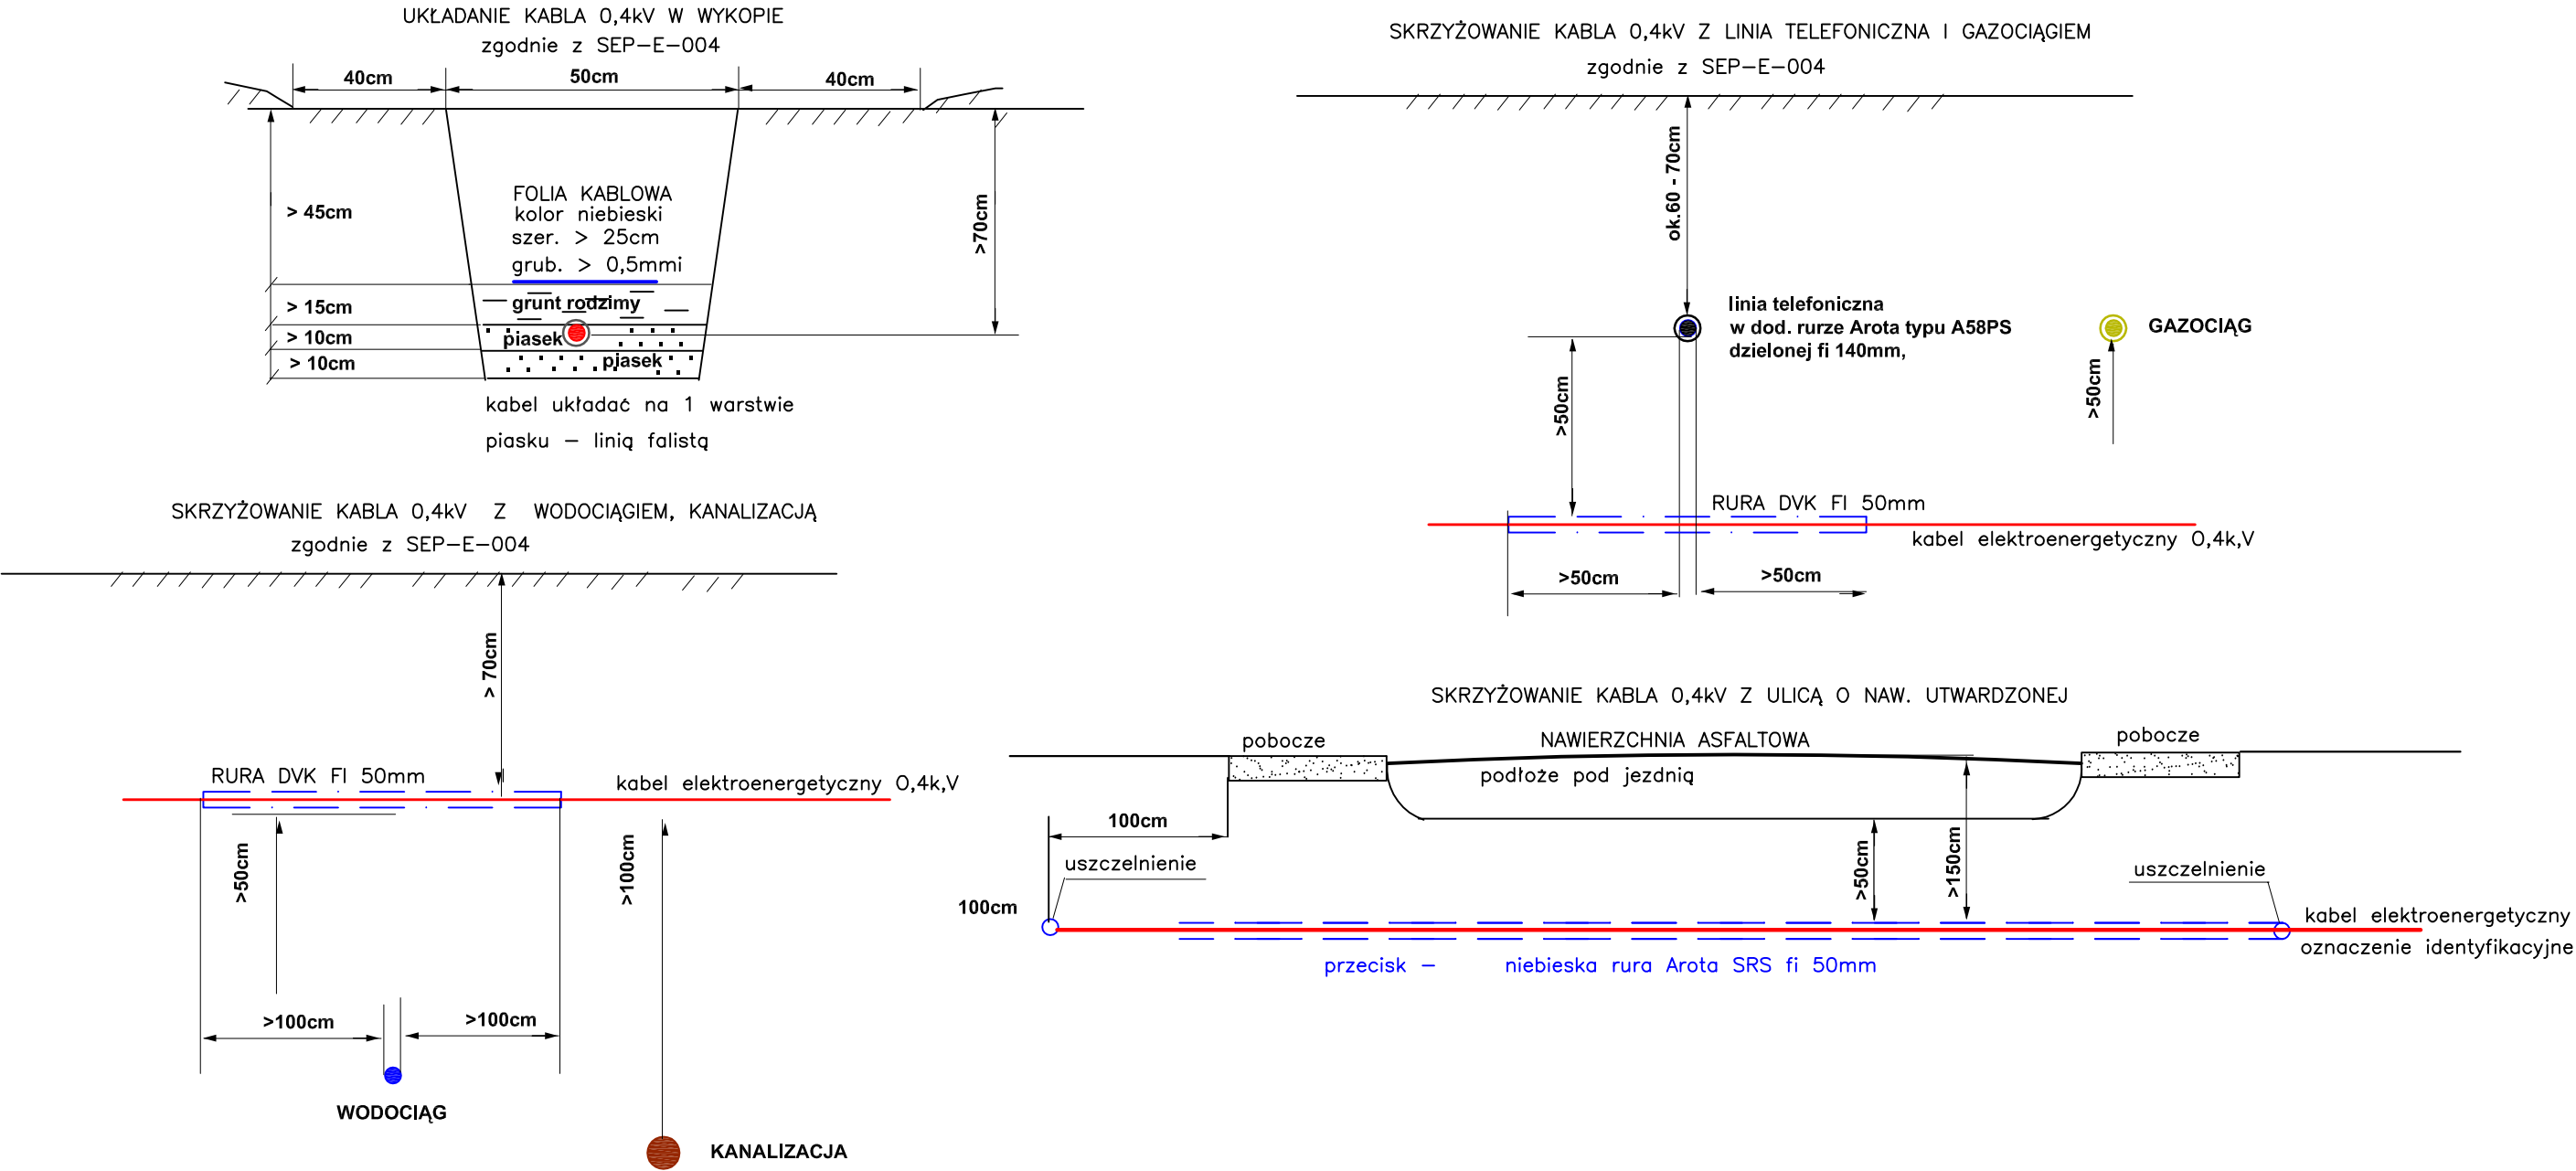 UKŁADANIE KABLA 0,4kV W WYKOPIE
zgodnie z SEP-E-004
40cm
50cm
40cm
> 45cm
> 15cm
> 10cm
> 10cm
>70cm
FOLIA KABLOWA
kolor niebieski
szer. > 25cm
grub. > 0,5mmi
grunt rodzimy
piasek
piasek
kabel układać na 1 warstwie
piasku - linią falistą
SKRZYŻOWANIE KABLA 0,4kV Z LINIA TELEFONICZNA I GAZOCIĄGIEM
zgodnie z SEP-E-004
ok.60 - 70cm
linia telefoniczna
w dod. rurze Arota typu A58PS
dzielonej fi 140mm,
GAZOCIĄG
>50cm
>50cm
RURA DVK FI 50mm
kabel elektroenergetyczny 0,4k,V
>50cm
>50cm
SKRZYŻOWANIE KABLA 0,4kV Z WODOCIĄGIEM, KANALIZACJĄ
zgodnie z SEP-E-004
> 70cm
RURA DVK FI 50mm
kabel elektroenergetyczny 0,4k,V
>50cm
>100cm
>100cm
>100cm
WODOCIĄG
KANALIZACJA
SKRZYŻOWANIE KABLA 0,4kV Z ULICĄ O NAW. UTWARDZONEJ
pobocze
NAWIERZCHNIA ASFALTOWA
pobocze
podłoże pod jezdnią
100cm
uszczelnienie
>50cm
>150cm
uszczelnienie
100cm
kabel elektroenergetyczny
oznaczenie identyfikacyjne
przecisk - niebieska rura Arota SRS fi 50mm